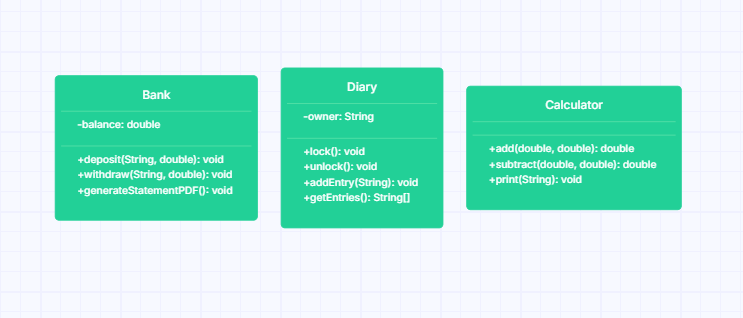 Bank
-balance: double
+deposit(String, double): void
+withdraw(String, double): void
+generateStatementPDF(): void
Diary
-owner: String
+lock(): void
+unlock(): void
+addEntry(String): void
+getEntries(): String[]
Calculator
+add(double, double): double
+subtract(double, double): double
+print(String): void